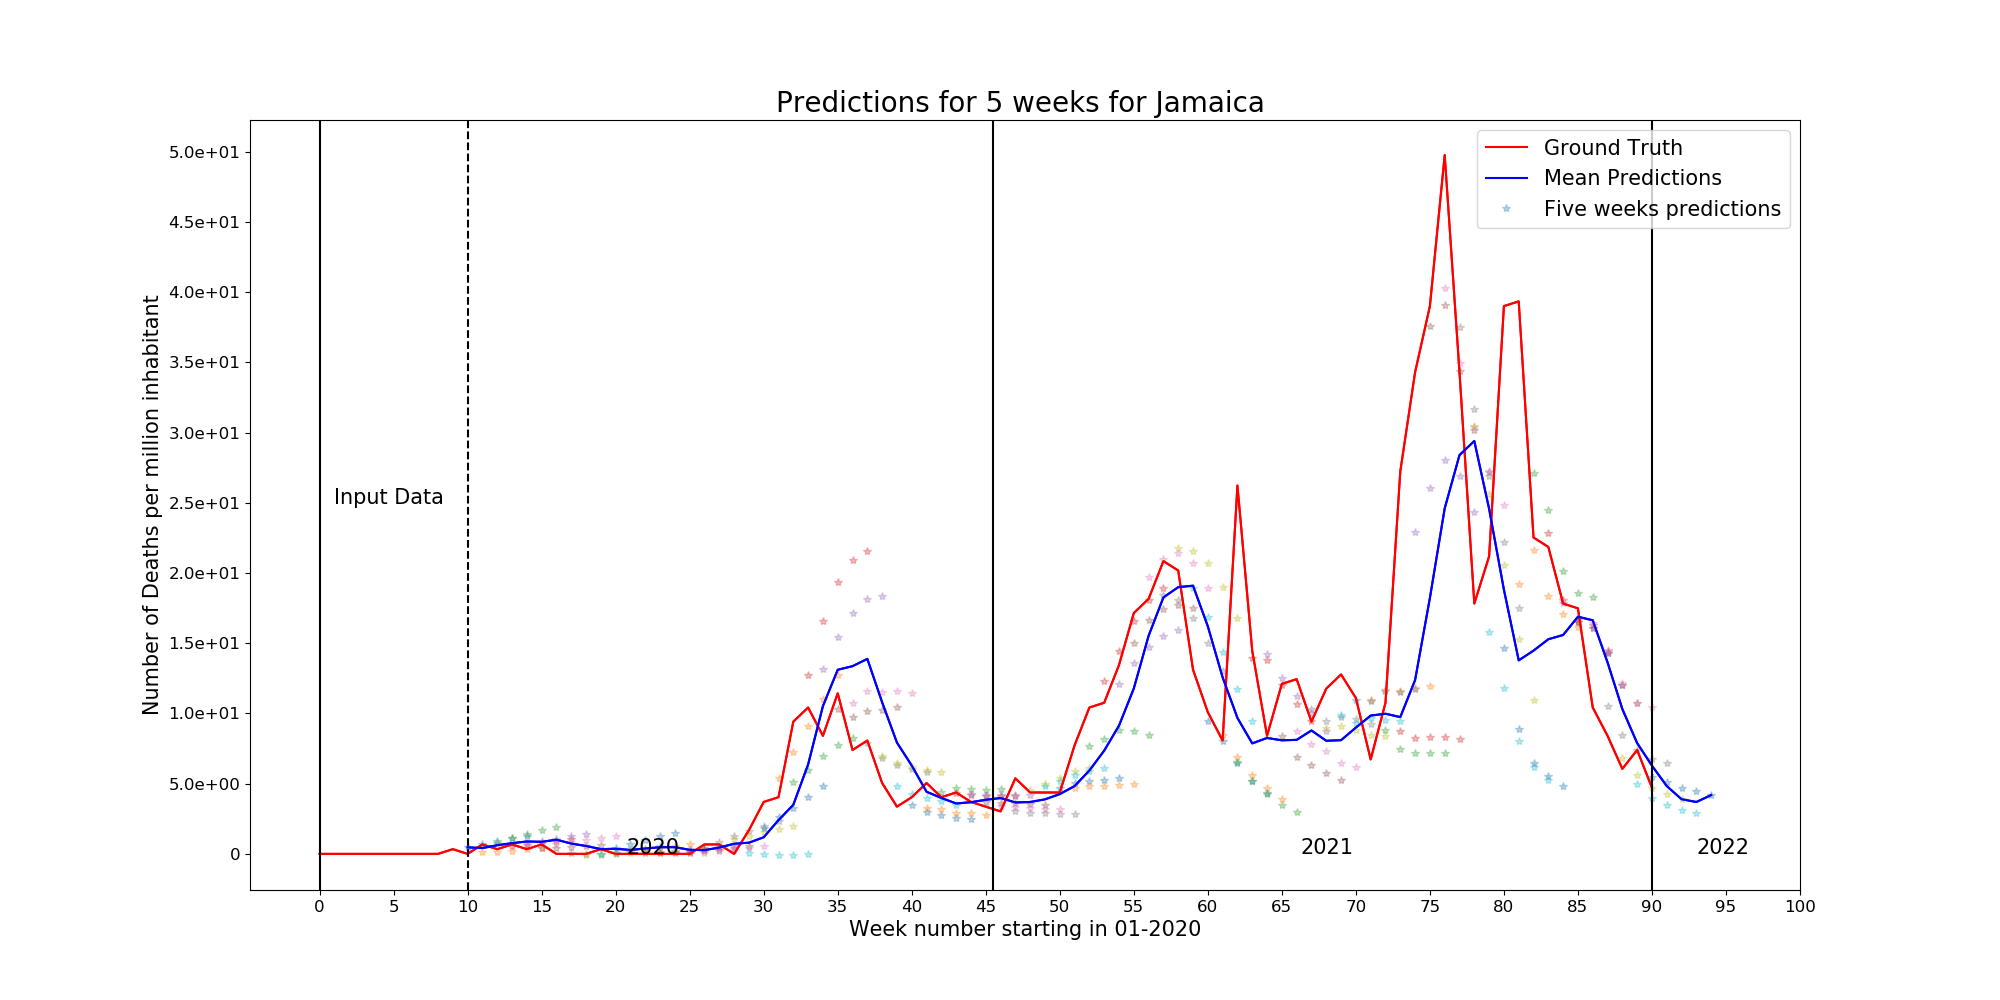 Predictions for 5 weeks for Jamaica
Ground Truth
Mean Predictions
Five weeks predictions
Number of Deaths per million inhabitant
5.0e+01
4.5e+01
4.0e+01
3.5e+01
3.0e+01
2.5e+01
2.0e+01
1.5e+01
1.0e+01
5.0e+00
0
Input Data
2020
2021
2022
0 5 10 15 20 25 30 35 40 45 50 55 60 65 70 75 80 85 90 95 100
Week number starting in 01-2020